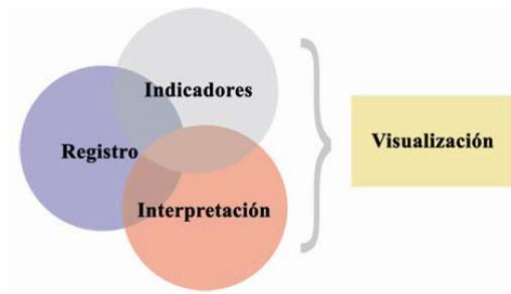 Indicadores
Registro
Visualización
Interpretación